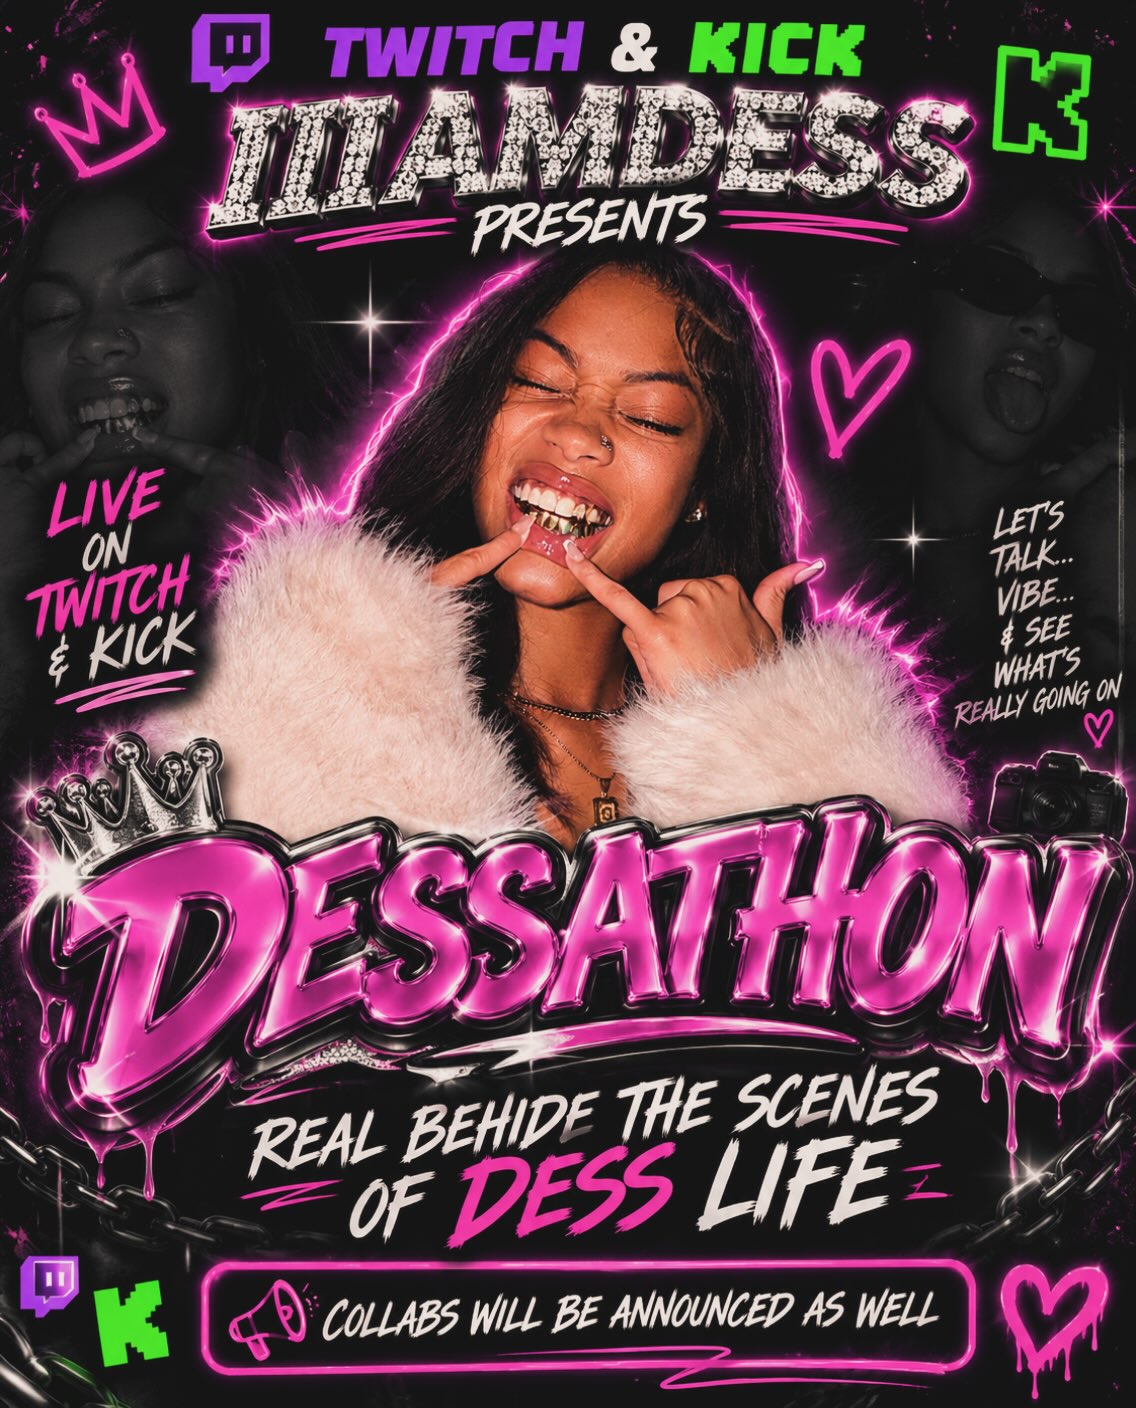 TWITCH & KICK
K
IIIAMDESS
PRESENTS
LIVE
ON
TWITCH
& KICK
LET'S
TALK...
VIBE...
& SEE
WHAT'S
REALLY GOING ON
DESSATHON
REAL BEHIDE THE SCENES
OF DESS LIFE
K
COLLABS WILL BE ANNOUNCED AS WELL